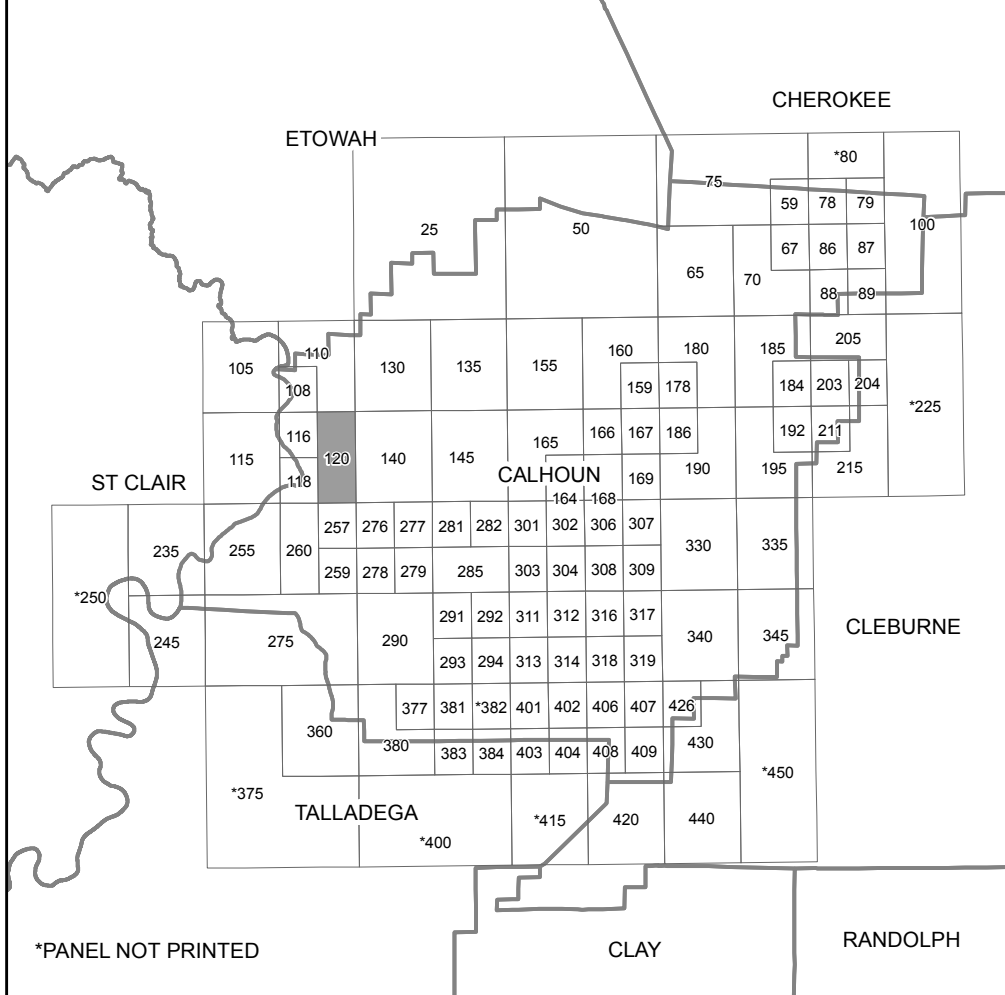 CHEROKEE
ETOWAH
*80
75
59 78 79
25 50 100
67 86 87
65 70
88 89
205
105 110 130 135 155 160 180 185
108 159 178 184 203 204
*225
116 166 167 186 192 211
115 120 140 145 165
ST CLAIR 118 CALHOUN 169 190 195 215
164 168
257 276 277 281 282 301 302 306 307
235 255 260 330 335
259 278 279 285 303 304 308 309
*250
291 292 311 312 316 317
245 275 290 340 345 CLEBURNE
293 294 313 314 318 319
377 381 *382 401 402 406 407 426
360 380 430
383 384 403 404 408 409
*450
*375
TALLADEGA *415 420 440
*400
*PANEL NOT PRINTED CLAY RANDOLPH